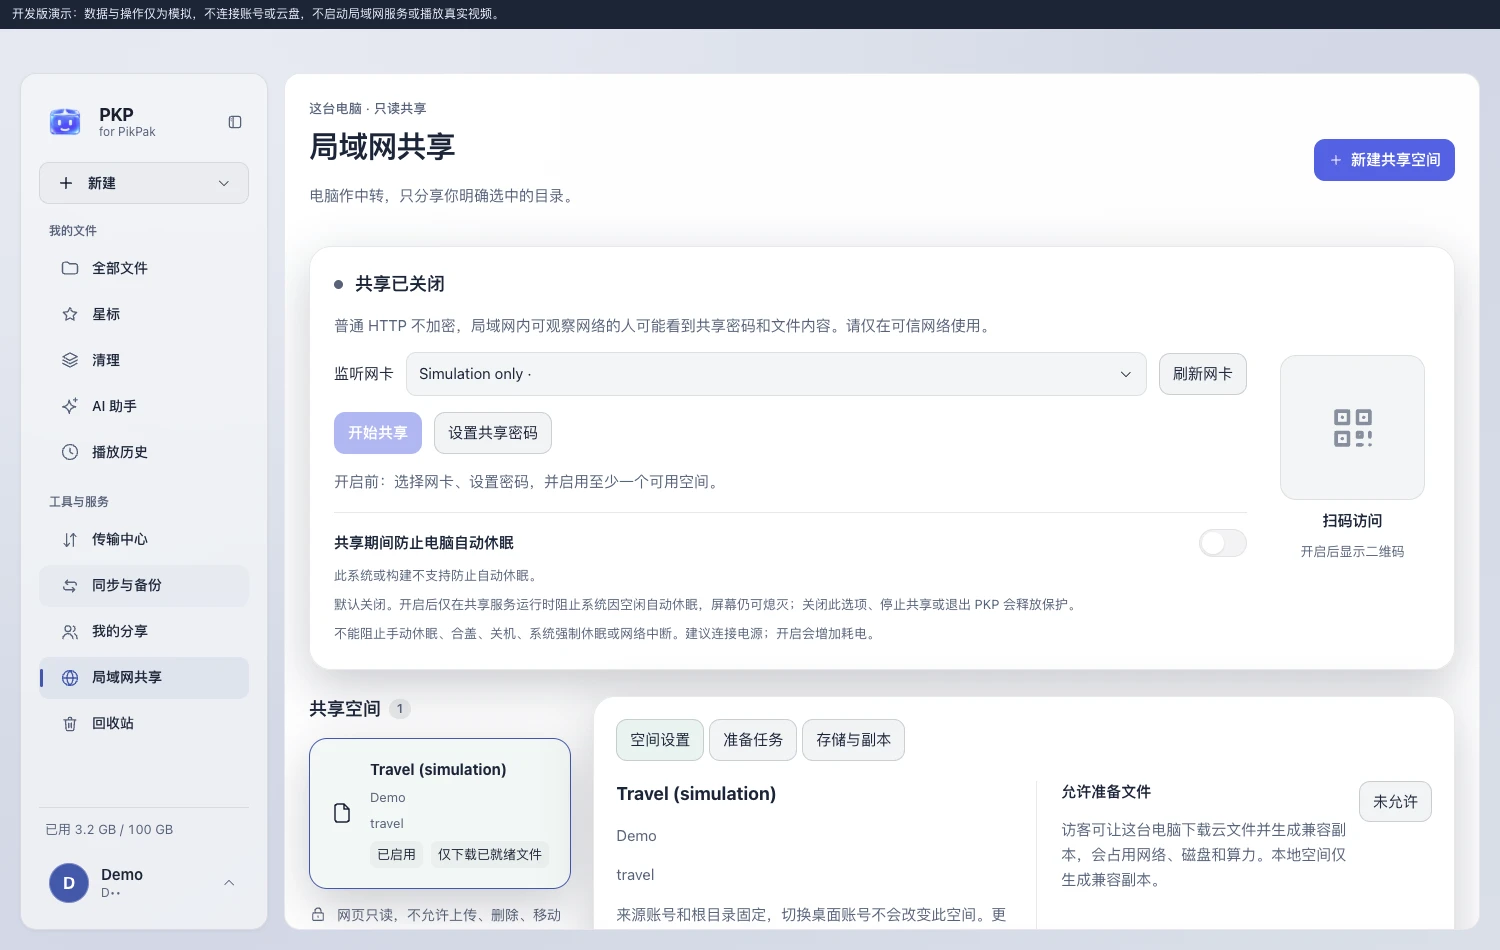 开发版演示：数据与操作仅为模拟，不连接账号或云盘，不启动局域网服务或播放真实视频。
PKP
for PikPak
新建
我的文件
全部文件
星标
清理
AI 助手
播放历史
工具与服务
传输中心
同步与备份
我的分享
局域网共享
回收站
已用 3.2 GB / 100 GB
D
Demo
D••
这台电脑 · 只读共享
局域网共享
电脑作中转，只分享你明确选中的目录。
新建共享空间
共享已关闭
普通 HTTP 不加密，局域网内可观察网络的人可能看到共享密码和文件内容。请仅在可信网络使用。
监听网卡
Simulation only ·
刷新网卡
开始共享
设置共享密码
开启前：选择网卡、设置密码，并启用至少一个可用空间。
共享期间防止电脑自动休眠
此系统或构建不支持防止自动休眠。
默认关闭。开启后仅在共享服务运行时阻止系统因空闲自动休眠，屏幕仍可熄灭；关闭此选项、停止共享或退出 PKP 会释放保护。
不能阻止手动休眠、合盖、关机、系统强制休眠或网络中断。建议连接电源；开启会增加耗电。
扫码访问
开启后显示二维码
共享空间 1
Travel (simulation)
Demo
travel
已启用
仅下载已就绪文件
网页只读，不允许上传、删除、移动
空间设置
准备任务
存储与副本
Travel (simulation)
Demo
travel
来源账号和根目录固定，切换桌面账号不会改变此空间。更
允许准备文件
未允许
访客可让这台电脑下载云文件并生成兼容副
本，会占用网络、磁盘和算力。本地空间仅
生成兼容副本。